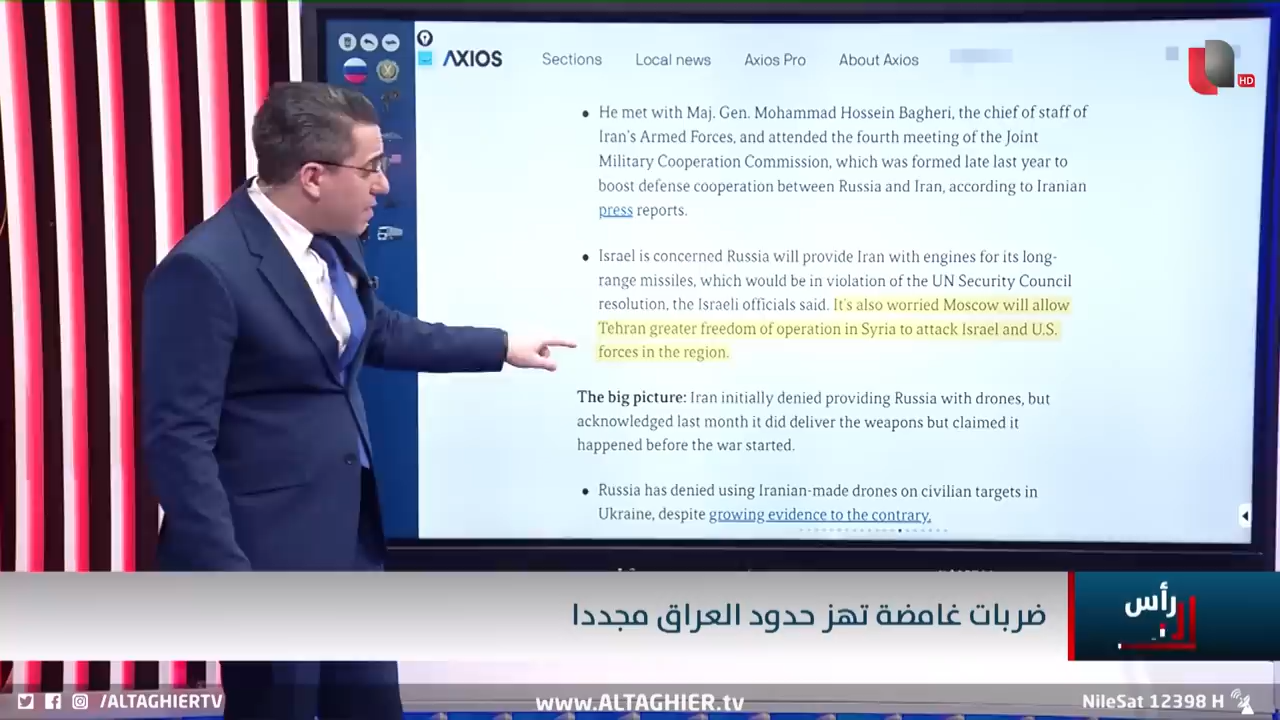 AXIOS
Sections
Local news
Axios Pro
About Axios
HD
He met with Maj. Gen. Mohammad Hossein Bagheri, the chief of staff of
Iran's Armed Forces, and attended the fourth meeting of the Joint
Military Cooperation Commission, which was formed late last year to
boost defense cooperation between Russia and Iran, according to Iranian
press reports.
Israel is concerned Russia will provide Iran with engines for its long-
range missiles, which would be in violation of the UN Security Council
resolution, the Israeli officials said. It's also worried Moscow will allow
Tehran greater freedom of operation in Syria to attack Israel and U.S.
forces in the region.
The big picture: Iran initially denied providing Russia with drones, but
acknowledged last month it did deliver the weapons but claimed it
happened before the war started.
Russia has denied using Iranian-made drones on civilian targets in
Ukraine, despite growing evidence to the contrary,
ضربات غامضة تهز حدود العراق مجددا
رأس
/ALTAGHIERTV
www.ALTAGHIER.tv
NileSat 12398 H